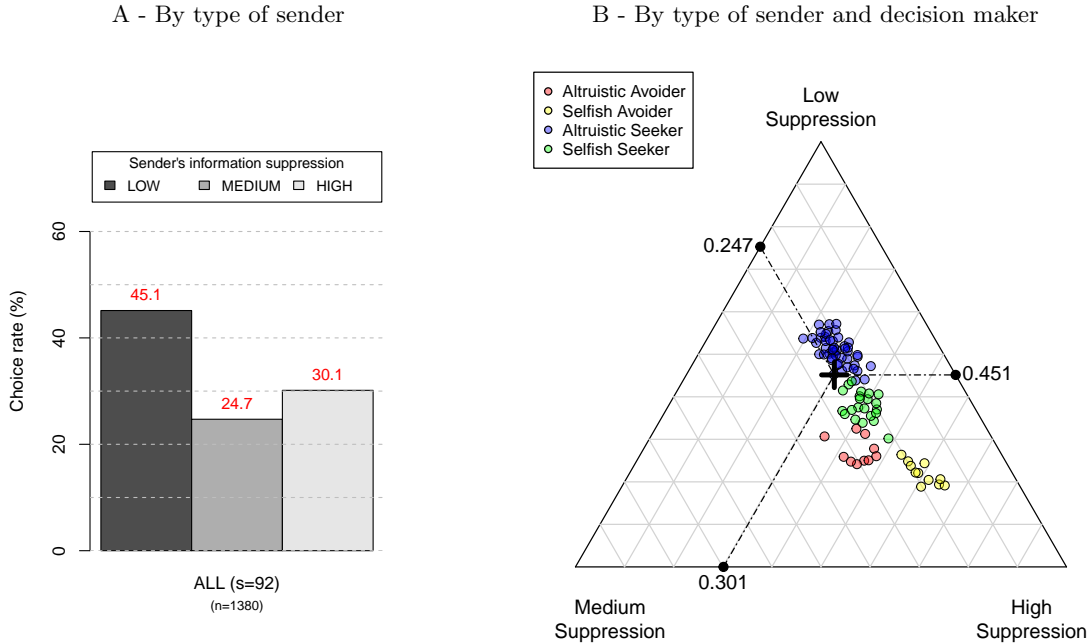 A - By type of sender
B - By type of sender and decision maker
Sender's information suppression
LOW
MEDIUM
HIGH
Choice rate (%)
60
40
20
0
45.1
24.7
30.1
ALL (s=92)
(n=1380)
Altruistic Avoider
Selfish Avoider
Altruistic Seeker
Selfish Seeker
Low
Suppression
0.247
0.451
0.301
Medium
Suppression
High
Suppression